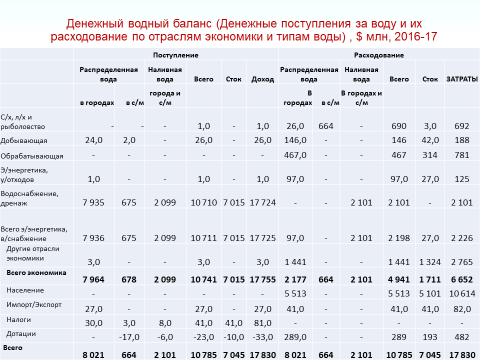 Денежный водный баланс (Денежные поступления за воду и их
расходование по отраслям экономики и типам воды) , $ млн, 2016-17
Поступление Расходование
Распределенная вода Наливная вода Всего Сток Доход Распределенная вода Наливная вода Всего Сток ЗАТРАТЫ
в городах в с/м города и с/м В городах в с/м В городах и с/м
С/х, л/х и рыболовство - - - 1,0 - 1,0 26,0 664 - 690 3,0 692
Добывающая 24,0 2,0 - 26,0 - 26,0 146,0 - - 146 42,0 188
Обрабатывающая - - - - - - 467,0 - - 467 314 781
Э/энергетика, у/отходов 1,0 - - 1,0 - 1,0 97,0 - - 97,0 27,0 125
Водоснабжение, дренаж 7 935 675 2 099 10 710 7 015 17 724 - - 2 101 2 101 - 2 101
Всего э/энергетика, в/снабжение 7 936 675 2 099 10 711 7 015 17 725 97,0 - 2 101 2 198 27,0 2 226
Другие отрасли экономики 3,0 - - 3,0 - 3,0 1 441 - - 1 441 1 324 2 765
Всего экономика 7 964 678 2 099 10 741 7 015 17 755 2 177 664 2 101 4 941 1 711 6 652
Население - - - - - - 5 513 - - 5 513 5 101 10 614
Импорт/Экспорт 27,0 - - 27,0 - 27,0 41,0 - - 41,0 41,0 82,0
Налоги 30,0 3,0 8,0 41,0 41,0 81,0 - - - - - -
Дотации - -17,0 -6,0 -23,0 -10,0 -33,0 289,0 - - 289 193 482
Всего 8 021 664 2 101 10 785 7 045 17 830 8 021 664 2 101 10 785 7 045 17 830